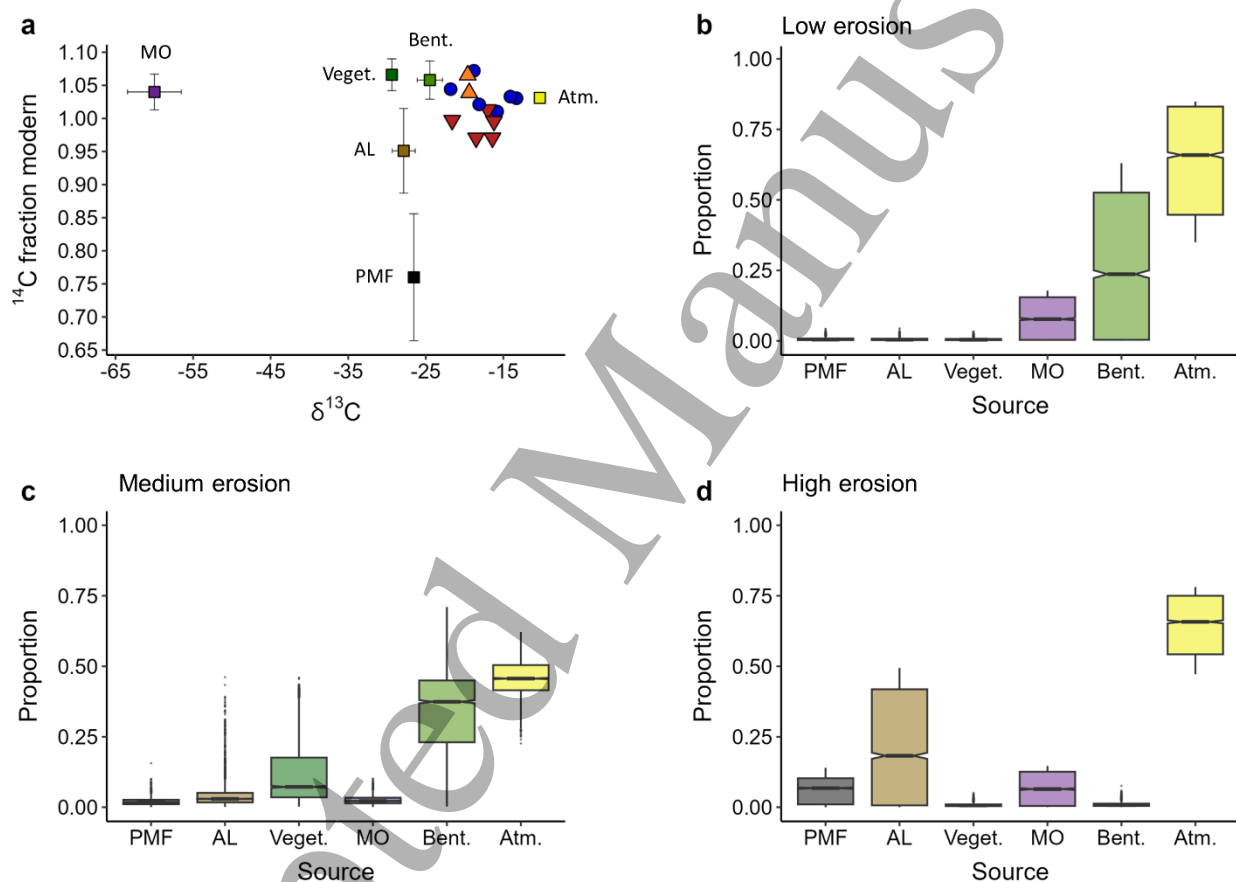 a
MO
Veget.
Bent.
Atm.
AL
PMF
1.10
1.05
1.00
0.95
0.90
0.85
0.80
0.75
0.70
0.65
¹⁴C fraction modern
-65 -55 -45 -35 -25 -15
δ¹³C
b Low erosion
1.00
0.75
0.50
0.25
0.00
Proportion
PMF AL Veget. MO Bent. Atm.
Source
c Medium erosion
1.00
0.75
0.50
0.25
0.00
Proportion
PMF AL Veget. MO Bent. Atm.
Source
d High erosion
1.00
0.75
0.50
0.25
0.00
Proportion
PMF AL Veget. MO Bent. Atm.
Source
pted Manus